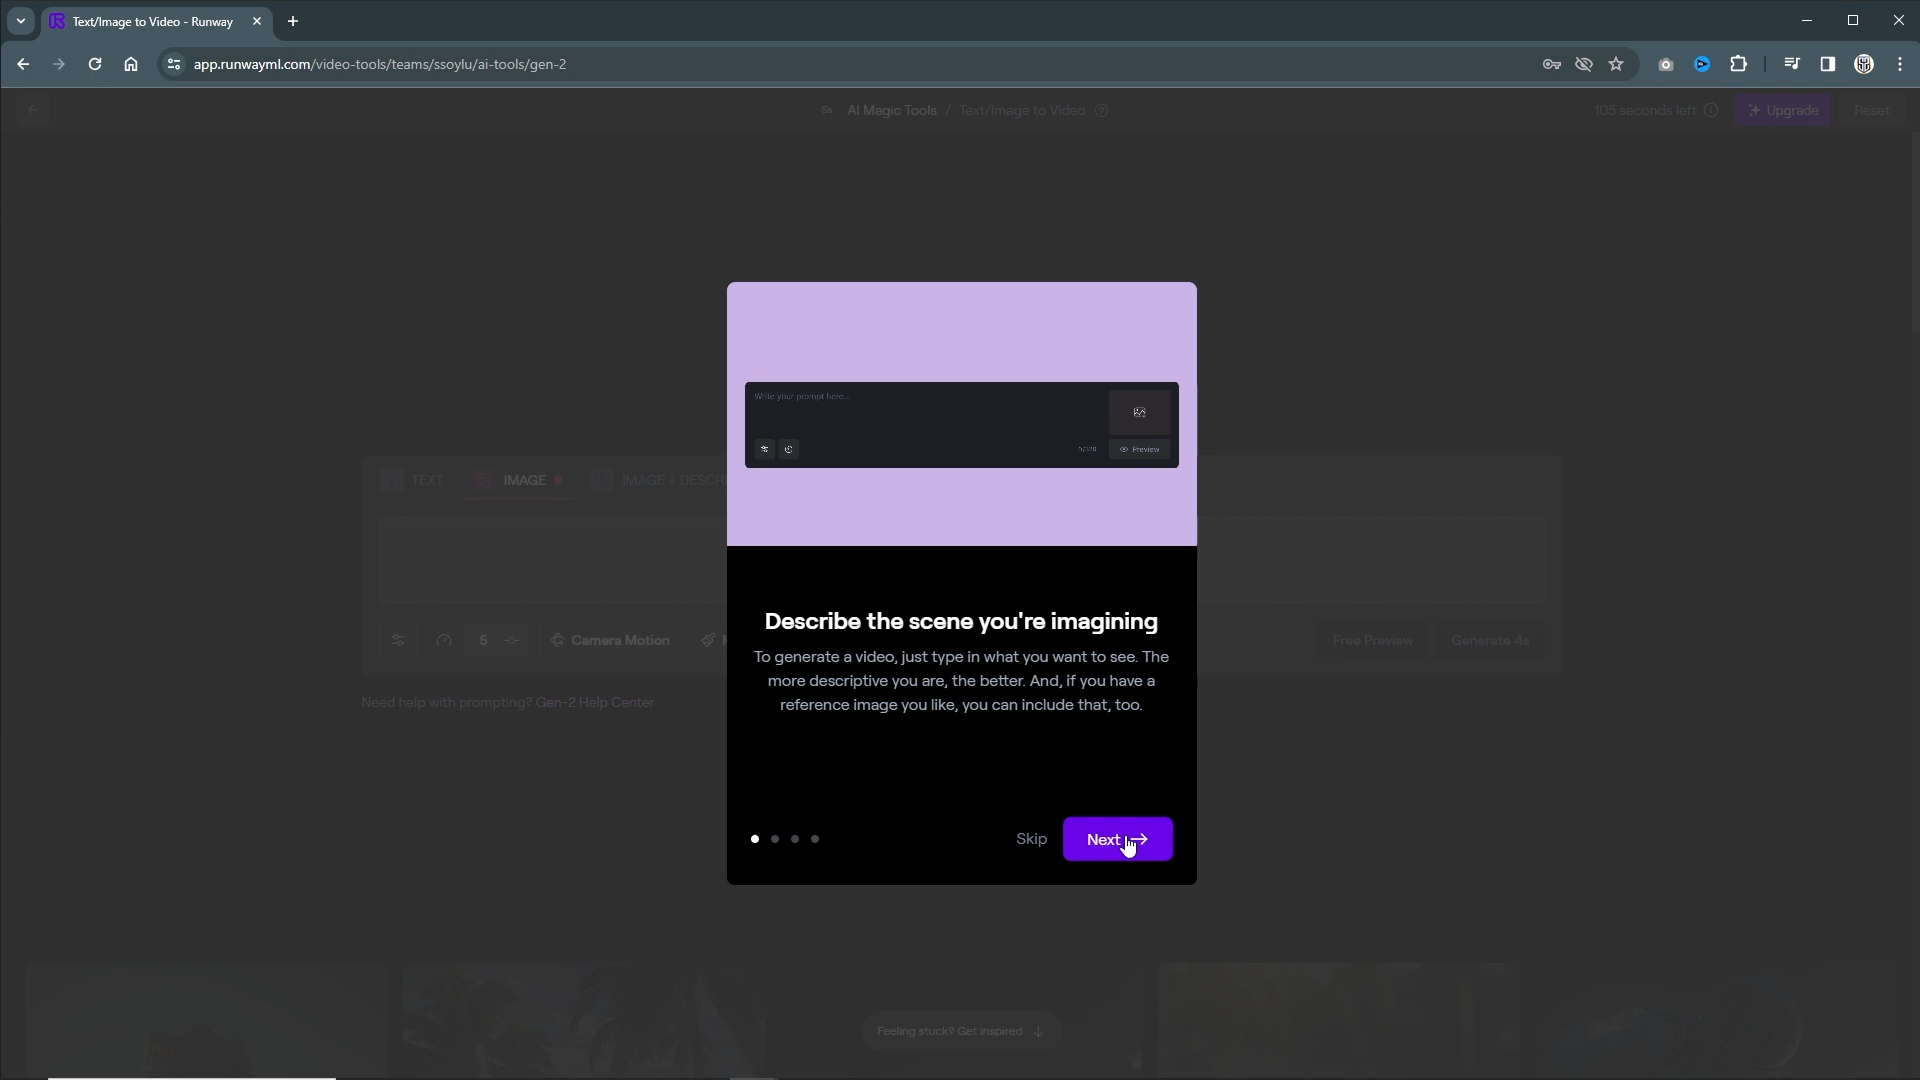 Text/Image to Video - Runway
app.runwayml.com/video-tools/teams/ssoylu/ai-tools/gen-2
Ss AI Magic Tools / Text/Image to Video
105 seconds left
Upgrade
Reset
Write your prompt here...
Preview
TEXT
IMAGE
IMAGE + DESCRI
5
Camera Motion
M
Free Preview
Generate 4s
Need help with prompting? Gen-2 Help Center
Describe the scene you're imagining
To generate a video, just type in what you want to see. The
more descriptive you are, the better. And, if you have a
reference image you like, you can include that, too.
Skip
Next
Feeling stuck? Get inspired